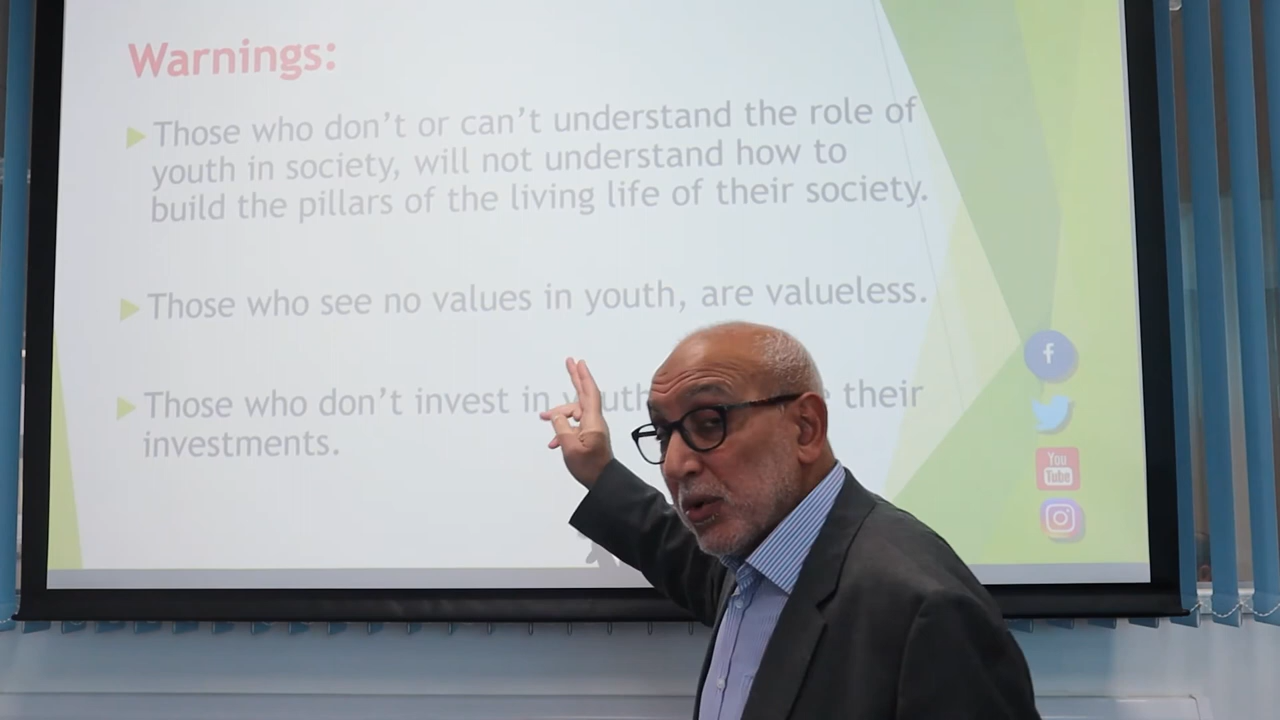 Warnings:
Those who don't or can't understand the role of
youth in society, will not understand how to
build the pillars of the living life of their society.
Those who see no values in youth, are valueless.
Those who don't invest in their
investments.
f
You
Tube